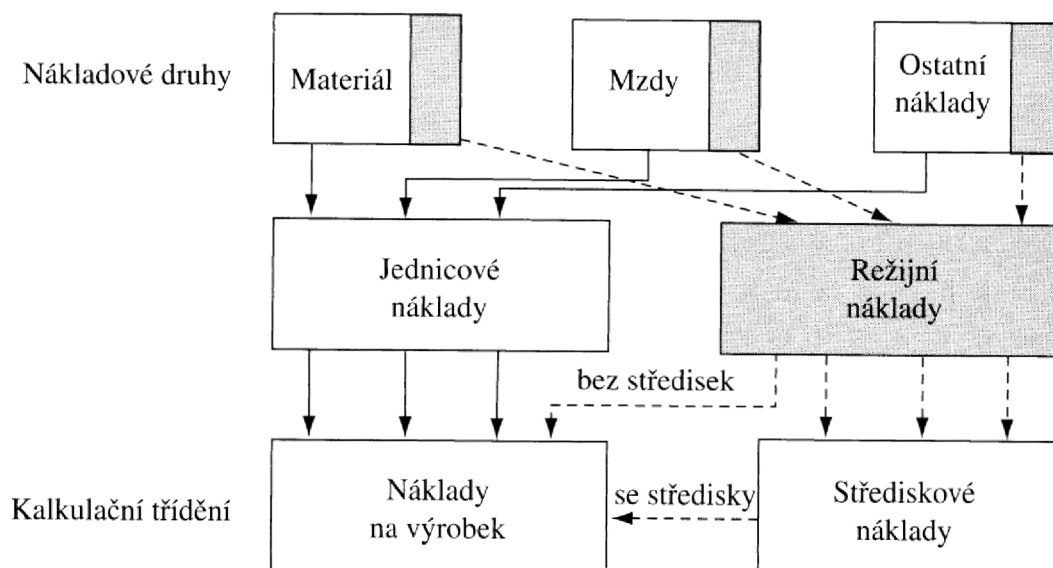 Nákladové druhy
Materiál
Mzdy
Ostatní
náklady
Jednicové
náklady
Režijní
náklady
bez středisek
Kalkulační třídění
Náklady
na výrobek
se středisky
Střediskové
náklady